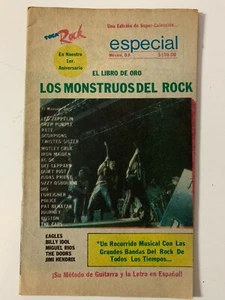 Una Edición de Super-Colección...
Rock
En Nuestro
1er.
Aniversario
especial
EL LIBRO DE ORO
LOS MONSTRUOS DEL ROCK
LED ZEPPELIN
DEEP PURPLE
SCORPIONS
TWISTED SISTER
MOTLEY CRUE
IRON MAIDEN
AC DC
DEF LEPPARD
QUIET RIOT
JUDAS PRIEST
OZZY OSBOURNE
FOREIGNER
POLICE
PAT BENATAR
JOURNEY
BOSTON
THE CARS
EAGLES
BILLY IDOL
MIGUEL RIOS
THE DOORS
JIMI HENDRIX
"Un Recorrido Musical Con Las
Grandes Bandas Del Rock De
Todos Los Tiempos...
¡Su Método de Guitarra y la Letra en Español!